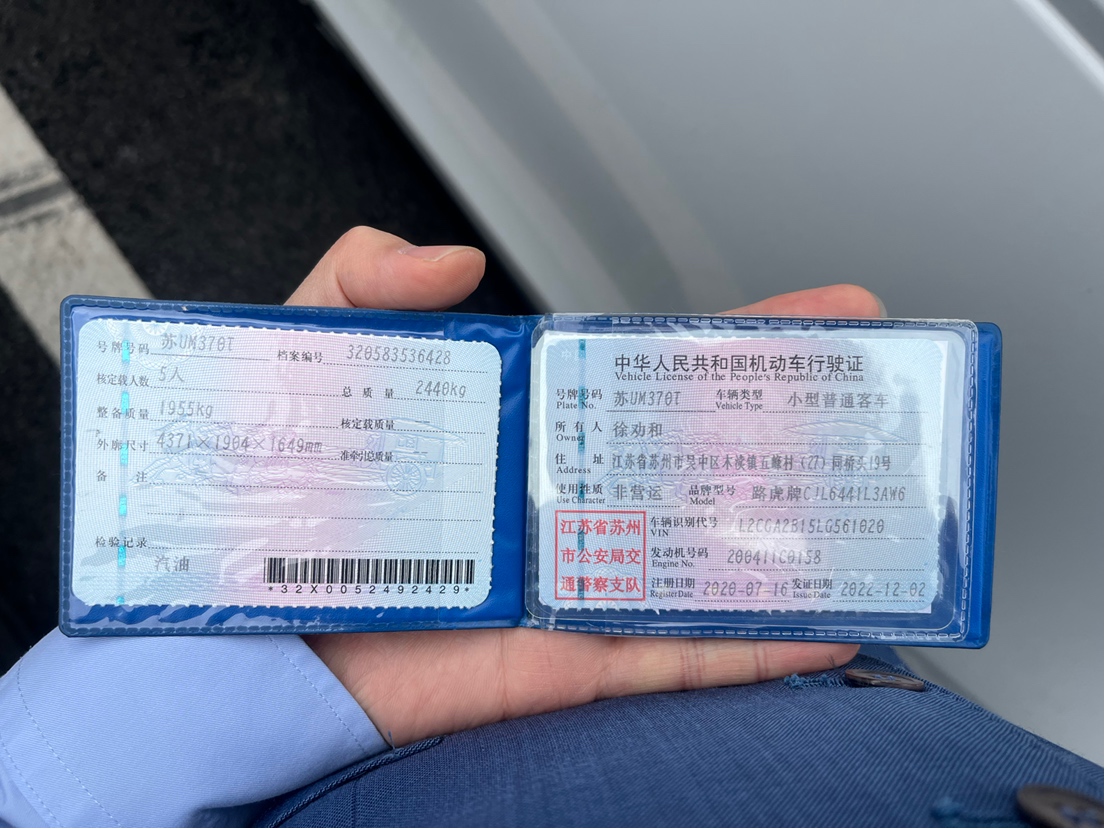 号牌号码 苏UM370T 档案编号 320583536428
核定载人数 5人 总质量 2440kg
整备质量 1955kg 核定载质量 --
外廓尺寸 4371×1904×1649mm 准牵引总质量 --
备注
检验记录
汽油
*32X0052492429*
中华人民共和国机动车行驶证
Vehicle License of the People's Republic of China
号牌号码 苏UM370T 车辆类型 小型普通客车
Plate No. Vehicle Type
所有人 徐劝和
Owner
住址 江苏省苏州市吴中区木渎镇五峰村(27)同桥头19号
Address
使用性质 非营运 品牌型号 路虎牌CJL6441L3AW6
Use Character Model
江苏省苏州
市公安局交
通警察支队
车辆识别代号 L2CCA2B15LG561020
VIN
发动机号码 200411C0158
Engine No.
注册日期 2020-07-16 发证日期 2022-12-02
Register Date Issue Date